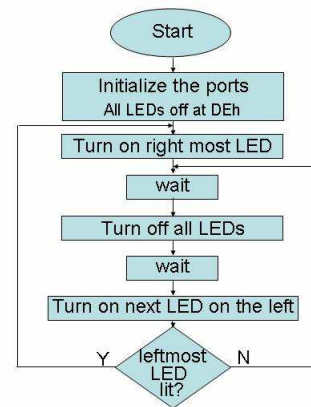 Start
Initialize the ports
All LEDs off at DEh
Turn on right most LED
wait
Turn off all LEDs
wait
Turn on next LED on the left
Y
leftmost
LED
lit?
N